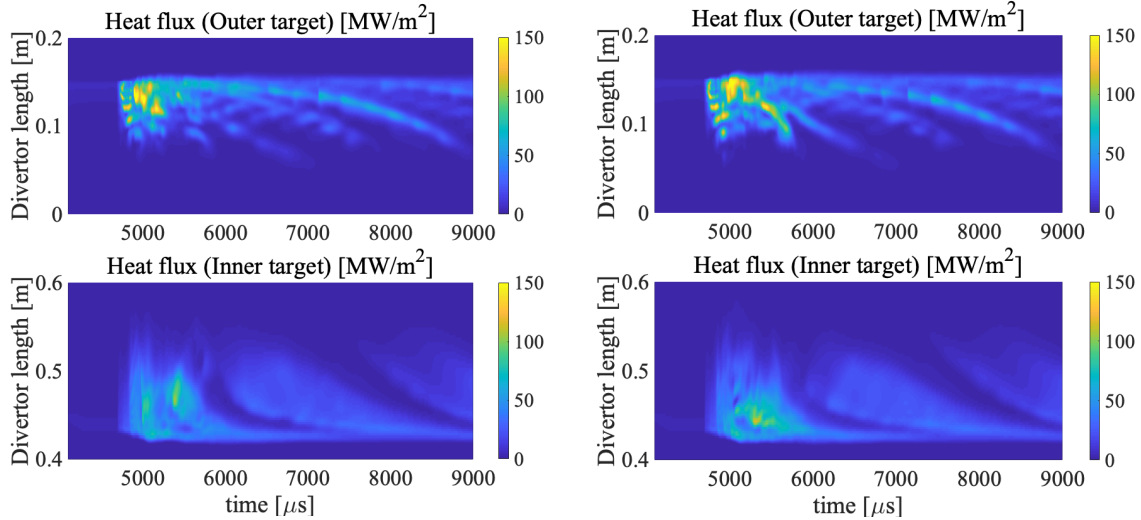 Heat flux (Outer target) [MW/m²]
Divertor length [m]
0.2
0.1
0
5000 6000 7000 8000 9000
150
100
50
0
Heat flux (Outer target) [MW/m²]
Divertor length [m]
0.2
0.1
0
5000 6000 7000 8000 9000
150
100
50
0
Heat flux (Inner target) [MW/m²]
Divertor length [m]
0.6
0.5
0.4
5000 6000 7000 8000 9000
time [μs]
150
100
50
0
Heat flux (Inner target) [MW/m²]
Divertor length [m]
0.6
0.5
0.4
5000 6000 7000 8000 9000
time [μs]
150
100
50
0